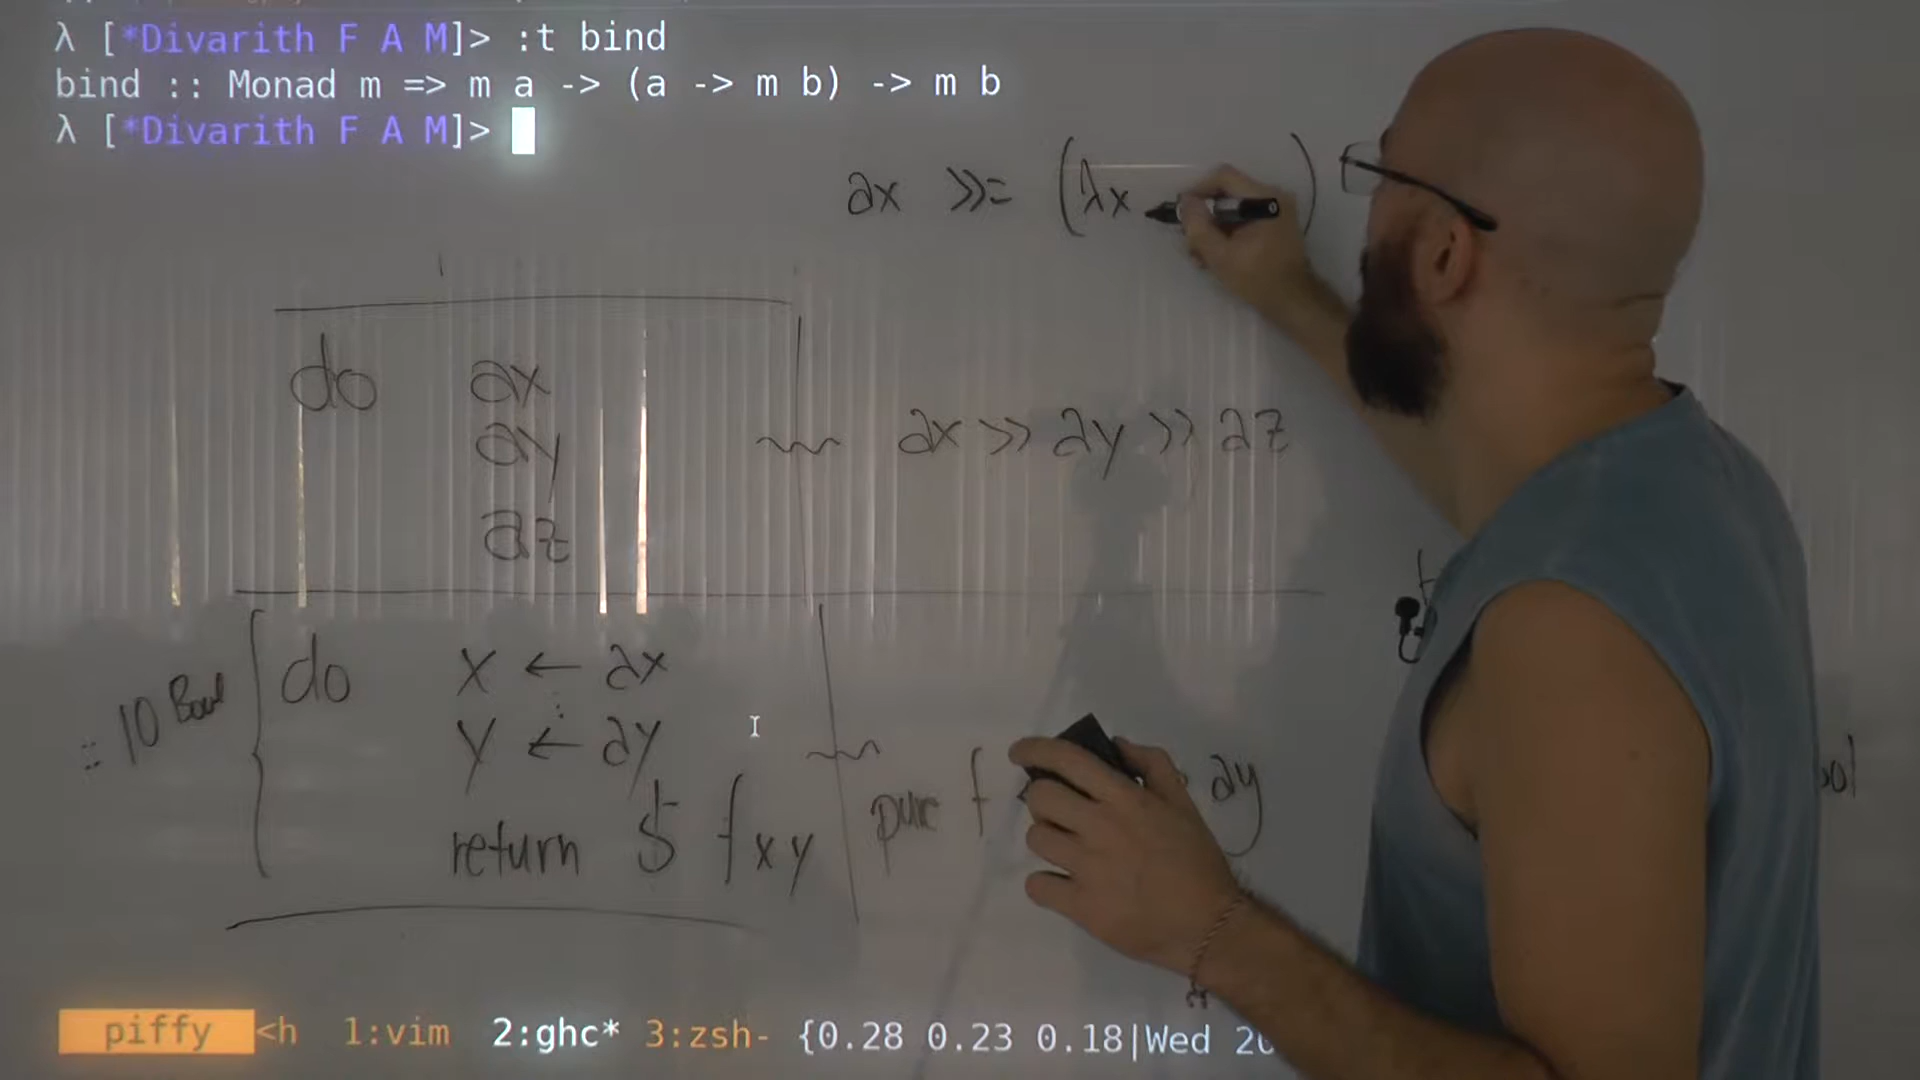 λ [*Divarith F A M]> :t bind
bind :: Monad m => m a -> (a -> m b) -> m b
λ [*Divarith F A M]>
ax >>= (λx )
do ax
ay
az
ax >> ay >> az
:: IO Bool
do x ← ax
y ← ay
return $ f x y
pure f ay
piffy <h 1:vim 2:ghc* 3:zsh- {0.28 0.23 0.18|Wed